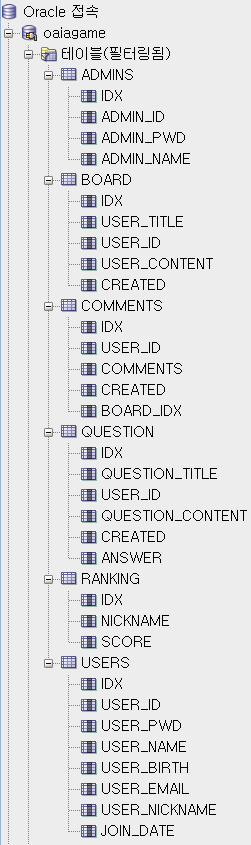 Oracle 접속
oaiagame
테이블(필터링됨)
ADMINS
IDX
ADMIN_ID
ADMIN_PWD
ADMIN_NAME
BOARD
IDX
USER_TITLE
USER_ID
USER_CONTENT
CREATED
COMMENTS
IDX
USER_ID
COMMENTS
CREATED
BOARD_IDX
QUESTION
IDX
QUESTION_TITLE
USER_ID
QUESTION_CONTENT
CREATED
ANSWER
RANKING
IDX
NICKNAME
SCORE
USERS
IDX
USER_ID
USER_PWD
USER_NAME
USER_BIRTH
USER_EMAIL
USER_NICKNAME
JOIN_DATE